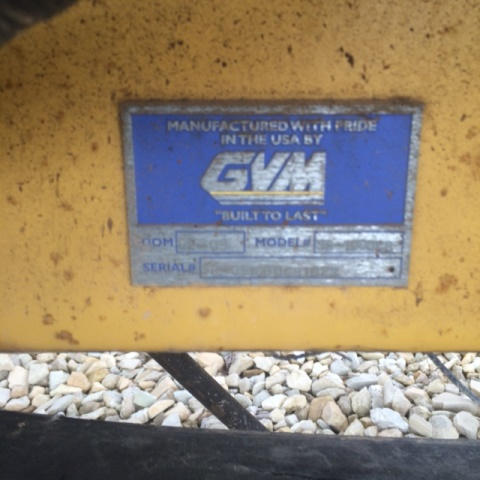 MANUFACTURED WITH PRIDE
IN THE USA BY
GVM
"BUILT TO LAST"
DOM MODEL#
SERIAL#